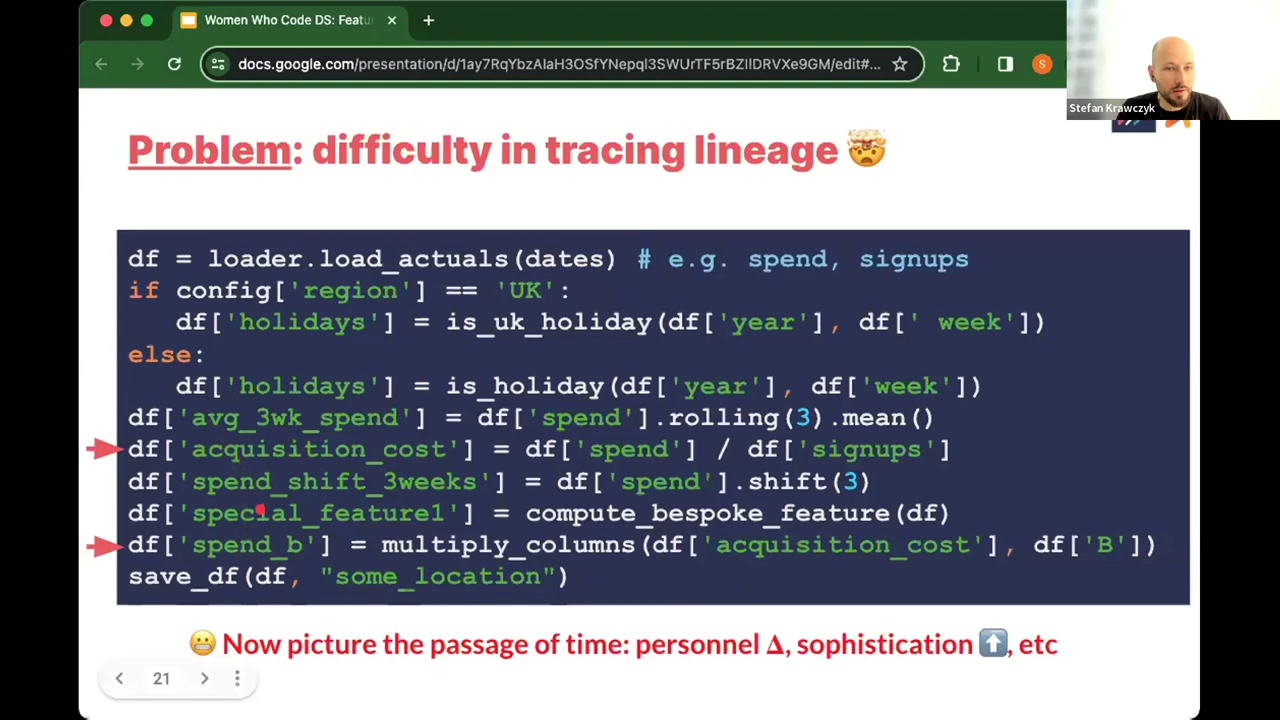 Women Who Code DS: Featu
docs.google.com/presentation/d/1ay7RqYbzAIaH3OSfYNepql3SWUrTF5rBZIlDRVXe9GM/edit#...
S
Stefan Krawczyk
Problem: difficulty in tracing lineage 🤯
df = loader.load_actuals(dates) # e.g. spend, signups
if config['region'] == 'UK':
df['holidays'] = is_uk_holiday(df['year'], df[' week'])
else:
df['holidays'] = is_holiday(df['year'], df['week'])
df['avg_3wk_spend'] = df['spend'].rolling(3).mean()
df['acquisition_cost'] = df['spend'] / df['signups']
df['spend_shift_3weeks'] = df['spend'].shift(3)
df['special_feature1'] = compute_bespoke_feature(df)
df['spend_b'] = multiply_columns(df['acquisition_cost'], df['B'])
save_df(df, "some_location")
😬 Now picture the passage of time: personnel Δ, sophistication ⬆️, etc
21